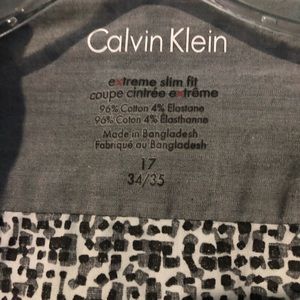 Calvin Klein
extreme slim fit
coupe cintrée extrême
96% Cotton 4% Elastane
96% Coton 4% Élasthanne
Made in Bangladesh
Fabriqué au Bangladesh
17
34/35